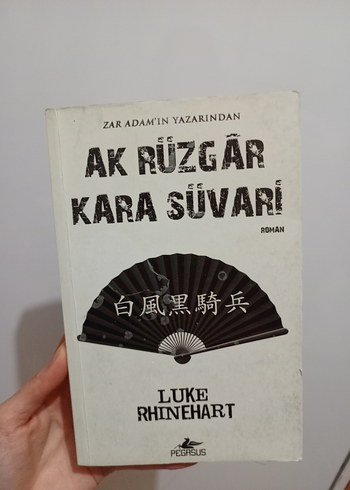 ZAR ADAM'IN YAZARINDAN
AK RÜZGÂR
KARA SÜVARİ
ROMAN
白風黒騎兵
LUKE
RHINEHART
PEGASUS